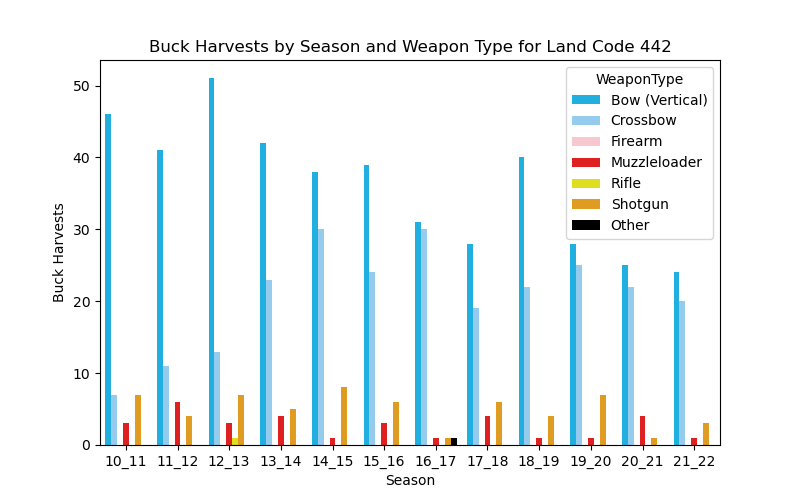 Buck Harvests by Season and Weapon Type for Land Code 442
WeaponType
Bow (Vertical)
Crossbow
Firearm
Muzzleloader
Rifle
Shotgun
Other
Buck Harvests
50
40
30
20
10
0
10_11 11_12 12_13 13_14 14_15 15_16 16_17 17_18 18_19 19_20 20_21 21_22
Season